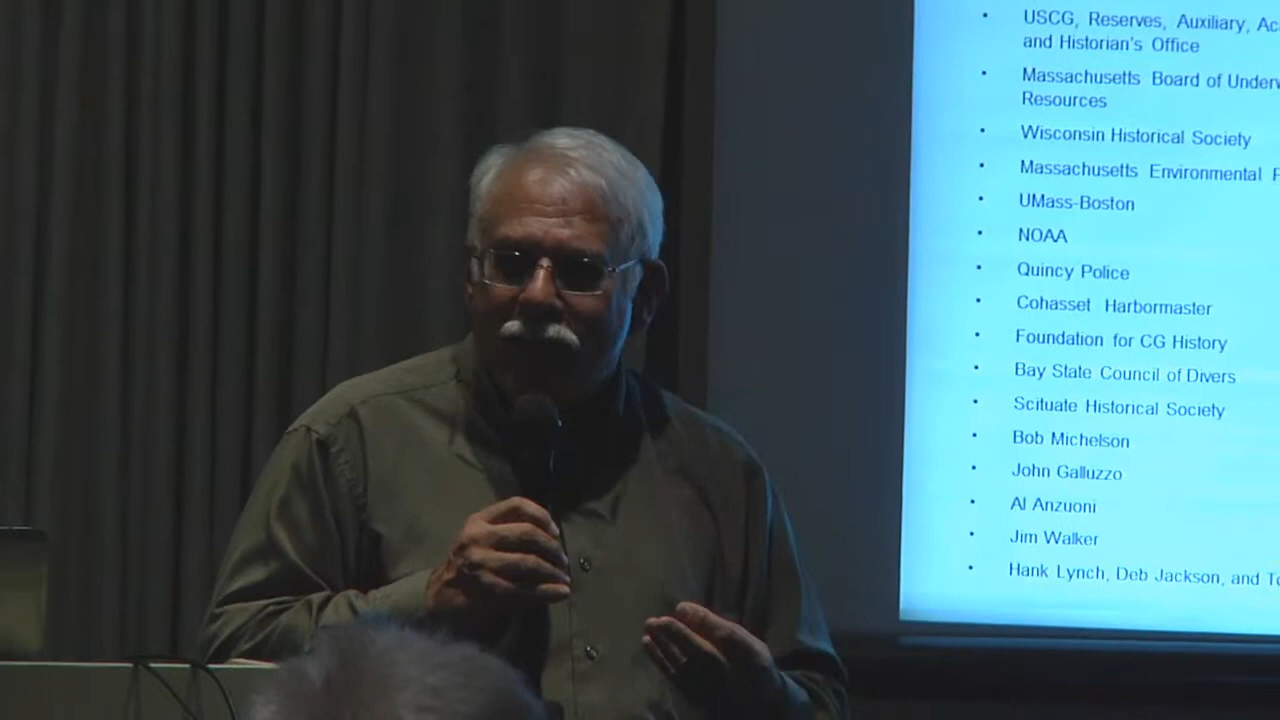 • USCG, Reserves, Auxiliary,
and Historian's Office
• Massachusetts Board of
Resources
• Wisconsin Historical Society
• Massachusetts Environmental
• UMass-Boston
• NOAA
• Quincy Police
• Cohasset Harbormaster
• Foundation for CG History
• Bay State Council of Divers
• Scituate Historical Society
• Bob Michelson
• John Galluzzo
• Al Anzuoni
• Jim Walker
• Hank Lynch, Deb Jackson, and